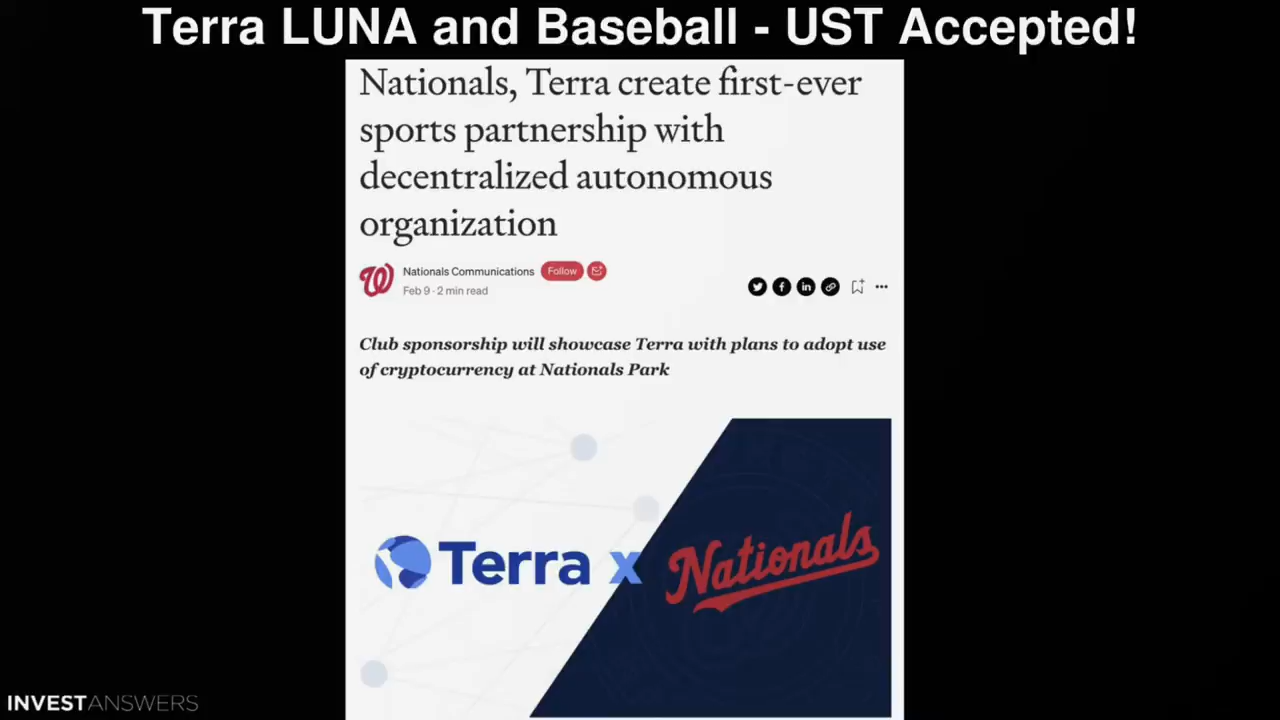 Terra LUNA and Baseball - UST Accepted!
Nationals, Terra create first-ever
sports partnership with
decentralized autonomous
organization
W
Nationals Communications
Follow
Feb 9 · 2 min read
Club sponsorship will showcase Terra with plans to adopt use
of cryptocurrency at Nationals Park
Terra x Nationals
INVESTANSWERS